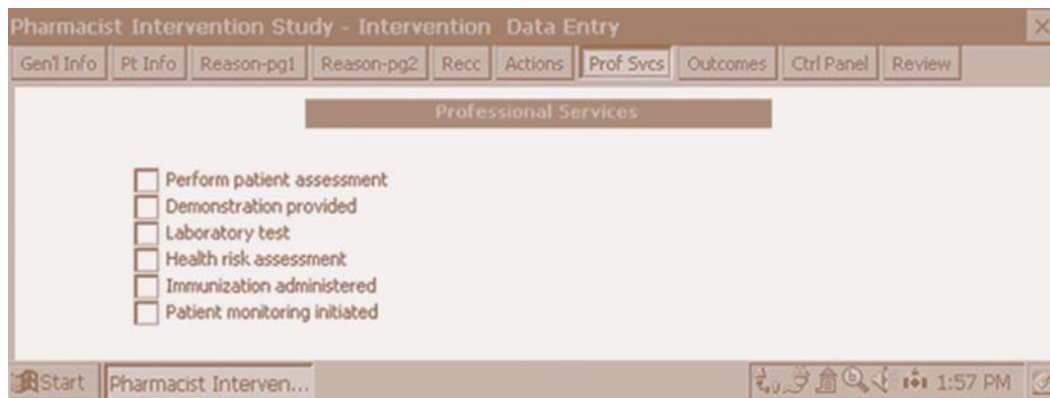 Pharmacist Intervention Study - Intervention Data Entry
Gen'l Info Pt Info Reason-pg1 Reason-pg2 Recc Actions Prof Svcs Outcomes Ctrl Panel Review
Professional Services
Perform patient assessment
Demonstration provided
Laboratory test
Health risk assessment
Immunization administered
Patient monitoring initiated
Start Pharmacist Interven... 1:57 PM